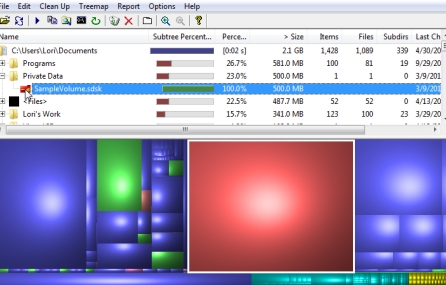 File Edit Clean Up Treemap Report Options Help
Name Subtree Percent... Perce... > Size Items Files Subdirs Last Ch
C:\Users\Lori\Documents [0:02 s] 2.1 GB 1,428 1,089 339 4/30/20
Programs 26.7% 581.0 MB 100 81 19 9/29/20
Private Data 23.0% 500.0 MB 1 1 0 3/9/201
SampleVolume.sdsk 100.0% 500.0 MB 3/9/201
<Files> 22.5% 487.7 MB 52 52 0 4/13/20
Lori's Work 15.7% 341.0 MB 123 100 23 3/29/20